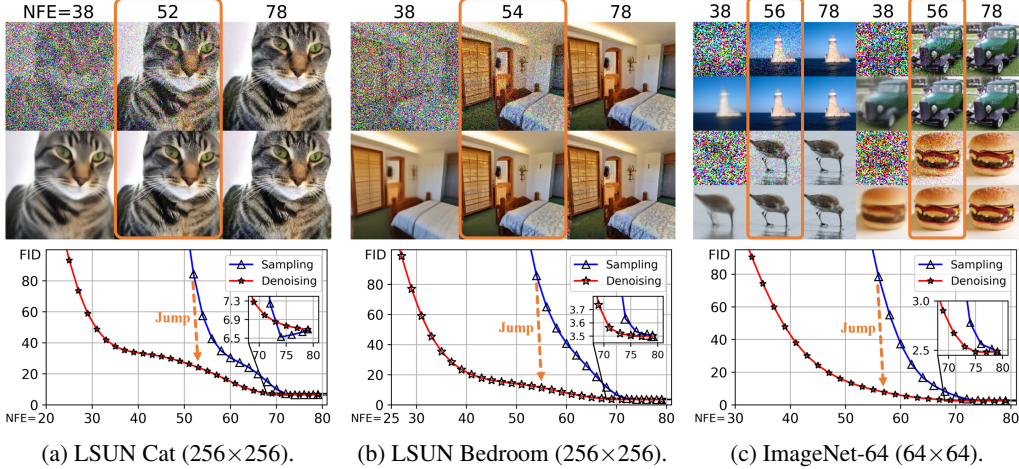 NFE=38 52 78
38 54 78
38 56 78 38 56 78
FID
80
60
40
20
0
NFE=20 30 40 50 60 70 80
Sampling
Denoising
Jump
7.3
6.9
6.5
70 75 80
(a) LSUN Cat (256×256).
FID
80
60
40
20
0
NFE=25 30 40 50 60 70 80
Sampling
Denoising
Jump
3.7
3.6
3.5
70 75 80
(b) LSUN Bedroom (256×256).
FID
80
60
40
20
0
NFE=30 40 50 60 70 80
Sampling
Denoising
Jump
3.0
2.5
70 75 80
(c) ImageNet-64 (64×64).